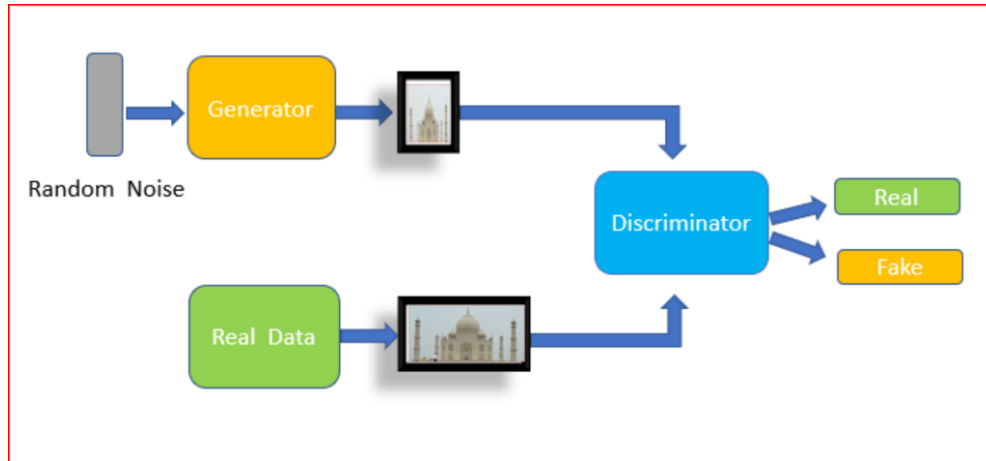 Generator
Random Noise
Discriminator
Real
Fake
Real Data